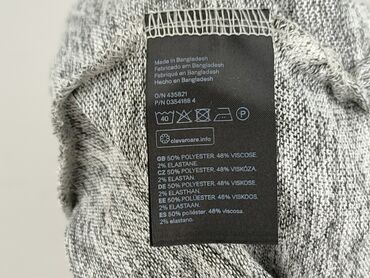 Made in Bangladesh
Fabricado em Bangladesh
Fabriqué en Bangladesh
Hecho en Bangladesh
O/N 435821
P/N 0354188 4
40
P
clevercare.info
GB 50% POLYESTER. 48% VISCOSE.
2% ELASTANE.
CZ 50% POLYESTER. 48% VISKÓZA.
2% ELASTAN.
DE 50% POLYESTER. 48% VISKOSE.
2% ELASTHAN.
EE 50% POLÜESTER. 48% VISKOOS.
2% ELASTAAN.
ES 50% poliéster. 48% viscosa.
2% elastano.